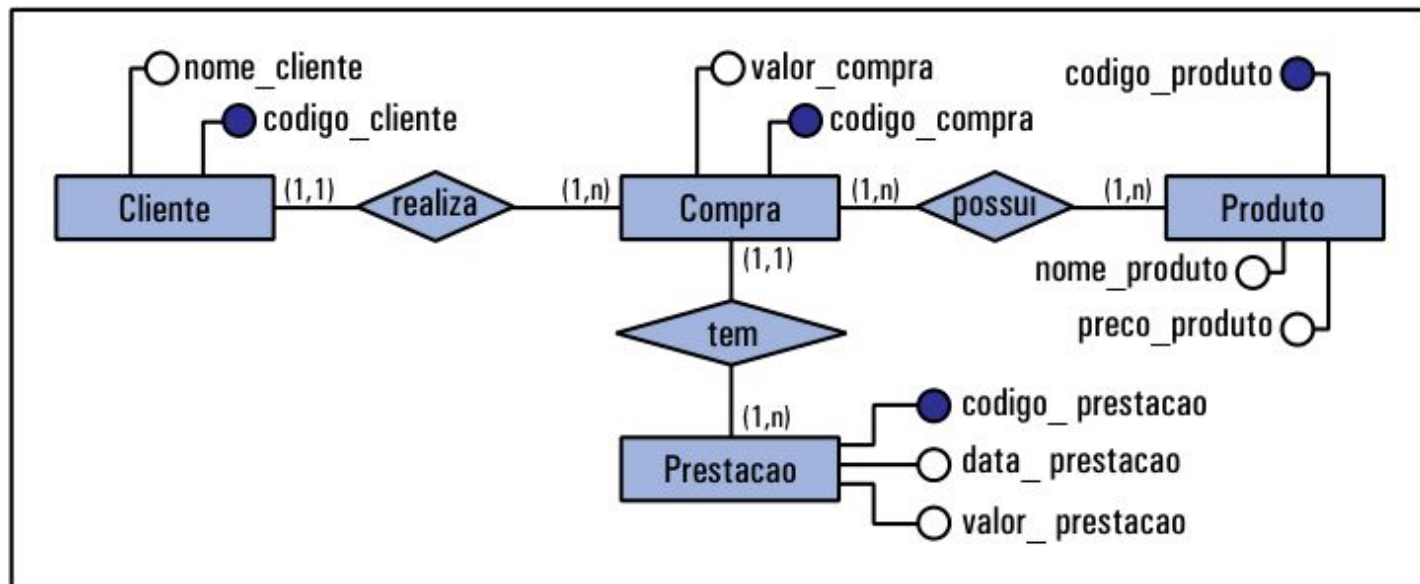 nome_cliente
codigo_cliente
Cliente
(1,1)
realiza
(1,n)
valor_compra
codigo_compra
Compra
(1,n)
possui
(1,n)
codigo_produto
Produto
nome_produto
preco_produto
(1,1)
tem
(1,n)
Prestacao
codigo_ prestacao
data_ prestacao
valor_ prestacao